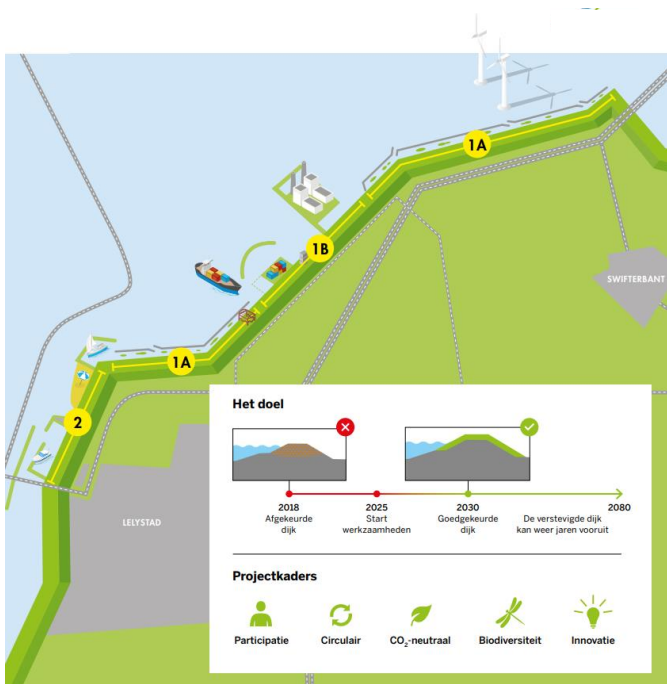 1A
1B
SWIFTERBANT
1A
2
LELYSTAD
Het doel
2018
Afgekeurde
dijk
2025
Start
werkzaamheden
2030
Goedgekeurde
dijk
2080
De verstevigde dijk
kan weer jaren vooruit
Projectkaders
Participatie
Circulair
CO₂-neutraal
Biodiversiteit
Innovatie